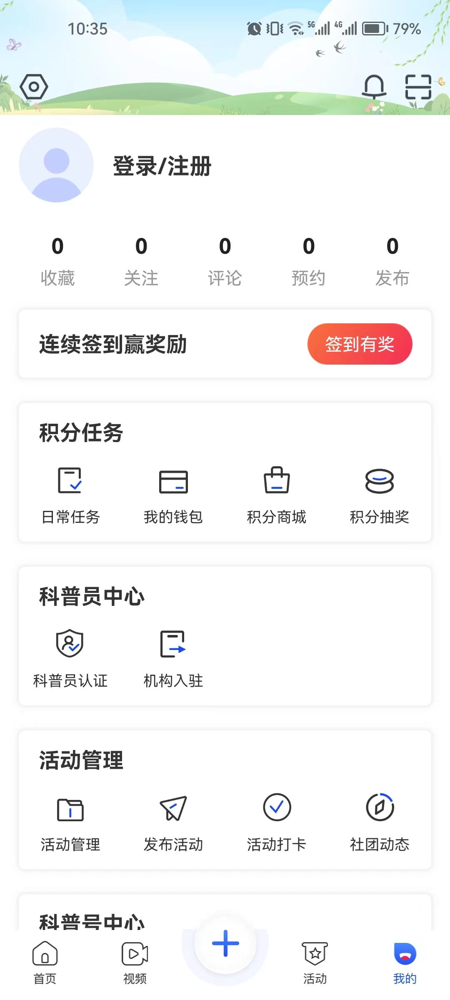 10:35
5G
4G
79%
登录/注册
0 0 0 0 0
收藏 关注 评论 预约 发布
连续签到赢奖励
签到有奖
积分任务
日常任务 我的钱包 积分商城 积分抽奖
科普员中心
科普员认证 机构入驻
活动管理
活动管理 发布活动 活动打卡 社团动态
科普号中心
首页 视频 活动 我的